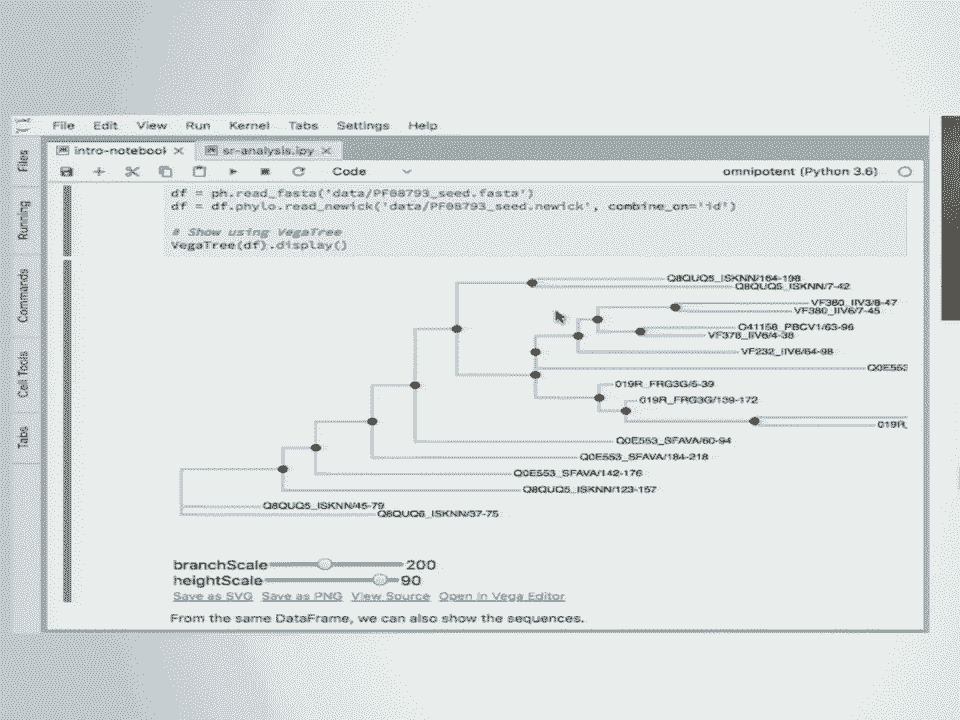 File Edit View Run Kernel Tabs Settings Help
intro-notebook × sr-analysis.ipy ×
Code
omnipotent (Python 3.6)
Files
Running
Commands
Cell Tools
Tabs
df = ph.read_fasta('data/PF08793_seed.fasta')
df = df.phylo.read_newick('data/PF08793_seed.newick', combine_on='id')
# Show using VegaTree
VegaTree(df).display()
Q8QUQ5_ISKNN/164-198
Q8QUQ5_ISKNN/7-42
VF380_IIV3/8-47
VF380_IIV6/7-45
O41158_PBCV1/63-96
VF378_IIV6/4-38
VF232_IIV6/64-98
Q0E553
019R_FRG3G/5-39
019R_FRG3G/139-172
019R_
Q0E553_SFAVA/60-94
Q0E553_SFAVA/184-218
Q0E553_SFAVA/142-176
Q8QUQ5_ISKNN/123-157
Q8QUQ5_ISKNN/45-79
Q8QUQ6_ISKNN/37-75
branchScale 200
heightScale 90
Save as SVG Save as PNG View Source Open in Vega Editor
From the same DataFrame, we can also show the sequences.